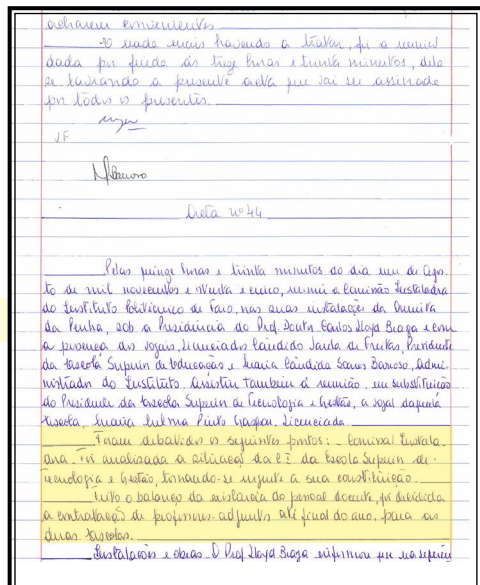 acharem convenientes.
E nada mais havendo a tratar, foi a reunião
dada por finda às treze horas e trinta minutos, dela
se lavrando a presente acta que vai ser assinada
por todos os presentes.
JF
Acta nº 44
Pelas quinze horas e trinta minutos do dia um de Agos
to de mil novecentos e oitenta e cinco, reuniu a Comissão Instaladora
do Instituto Politécnico de Faro, nas suas instalações da Quinta
da Penha, sob a Presidência do Prof. Doutor Carlos Lloyd Braga e com
a presença dos vogais, Licenciados Cândido Sarda de Freitas, Presidente
da Escola Superior de Educação e Maria Cândida Soares Barroso, Admi-
nistrador do Instituto. Assistiu também à reunião, em substituição
do Presidente da Escola Superior de Tecnologia e Gestão, a vogal daquela
Escola, Maria Pinto Gaspar, Licenciada.
Foram debatidos os seguintes pontos: - Comissão Instala
dora - Foi analisada a situação da C I da Escola Superior de
Tecnologia e Gestão, tornando-se urgente a sua constituição.
Feito o balanço da existência do pessoal docente, foi decidida
a contratação de professores-adjuntos até final do ano, para as
duas Escolas.
Instalações e obras - O Prof Lloyd Braga informou que